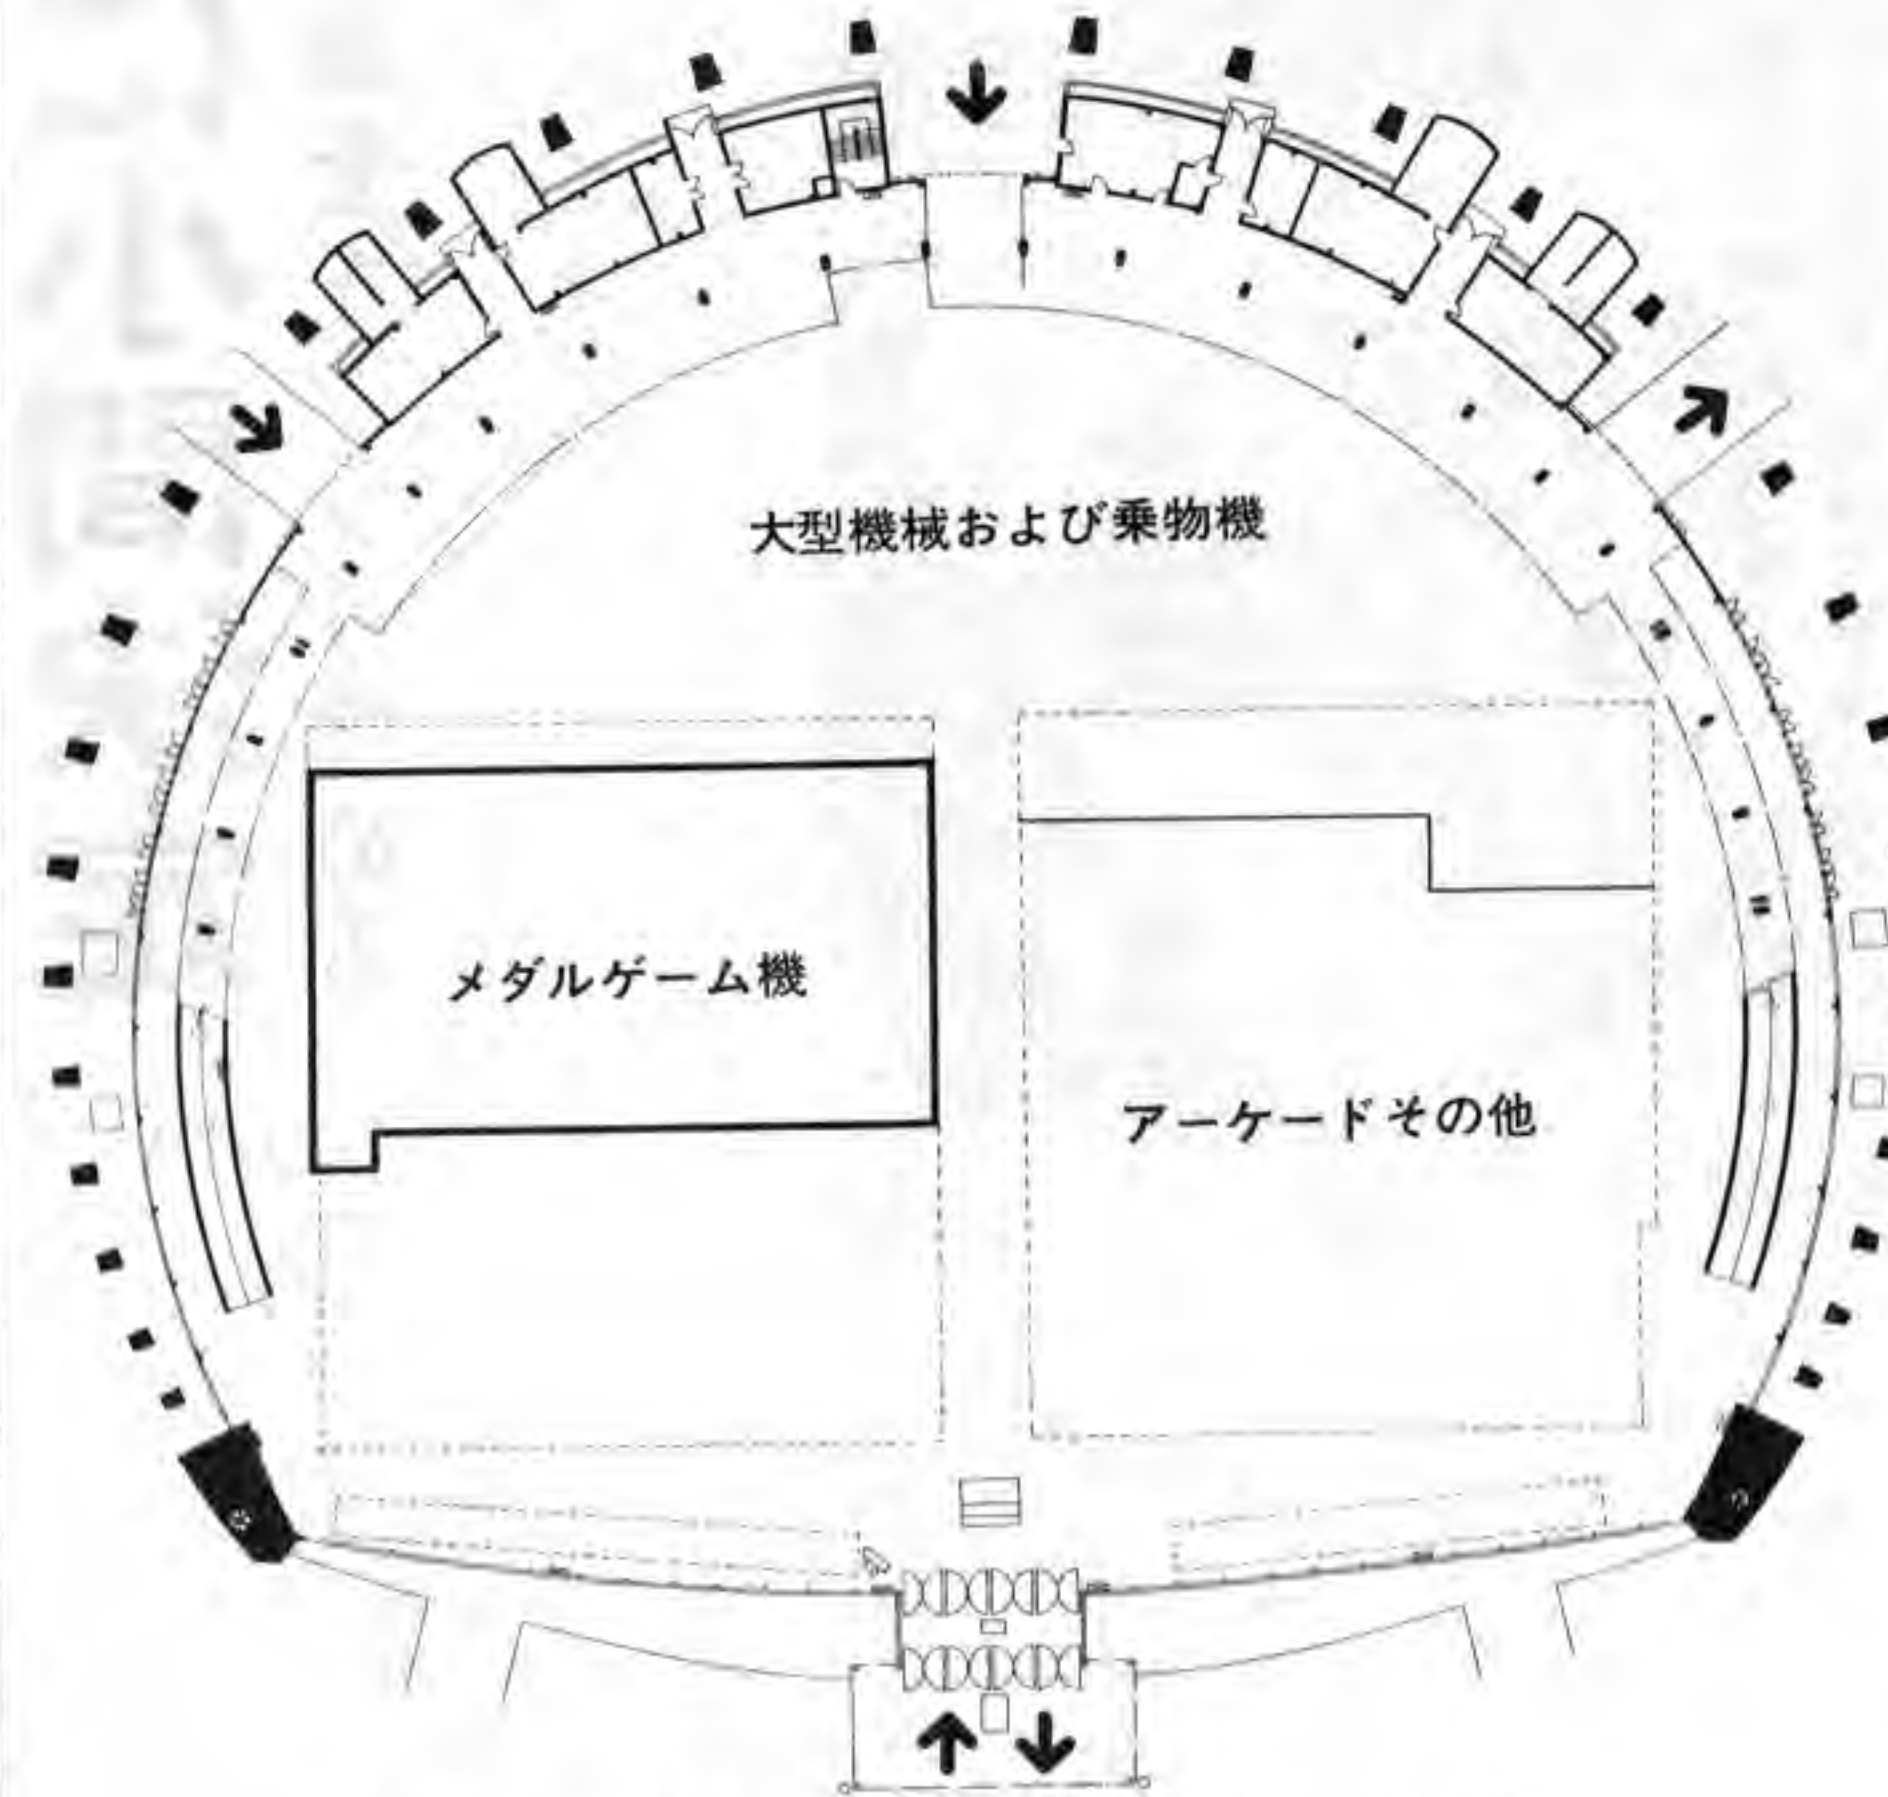 大型機械および乗物機
メダルゲーム機
アーケードその他